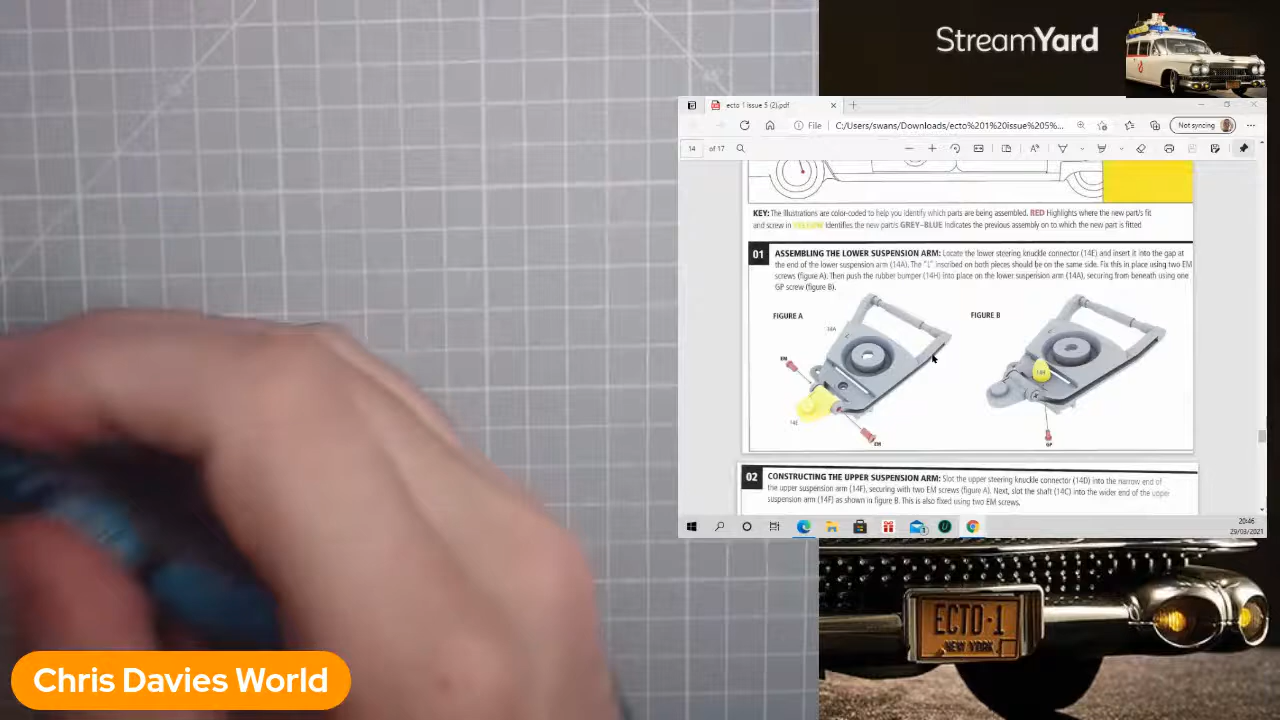 StreamYard
ecto 1 issue 5 (2).pdf
File
C:/Users/swans/Downloads/ecto%201%20issue%205%...
Not syncing
14 of 17
KEY: The Illustrations are color-coded to help you identify which parts are being assembled. RED Highlights where the new part/s fit
and screw in YELLOW Identifies the new part/s GREY-BLUE Indicates the previous assembly on to which the new part is fitted
01 ASSEMBLING THE LOWER SUSPENSION ARM: Locate the lower steering knuckle connector (14E) and insert it into the gap at
the end of the lower suspension arm (14A). The "L" inscribed on both pieces should be on the same side. Fix this in place using two EM
screws (figure A). Then push the rubber bumper (14H) into place on the lower suspension arm (14A), securing from beneath using one
GP screw (figure B).
FIGURE A
FIGURE B
14A
EM
14E
EM
14H
GP
02 CONSTRUCTING THE UPPER SUSPENSION ARM: Slot the upper steering knuckle connector (14D) into the narrow end of
the upper suspension arm (14F), securing with two EM screws (figure A). Next, slot the shaft (14C) into the wider end of the upper
suspension arm (14F) as shown in figure B. This is also fixed using two EM screws.
20:46
29/03/2021
ECTO-1
NEW YORK
Chris Davies World